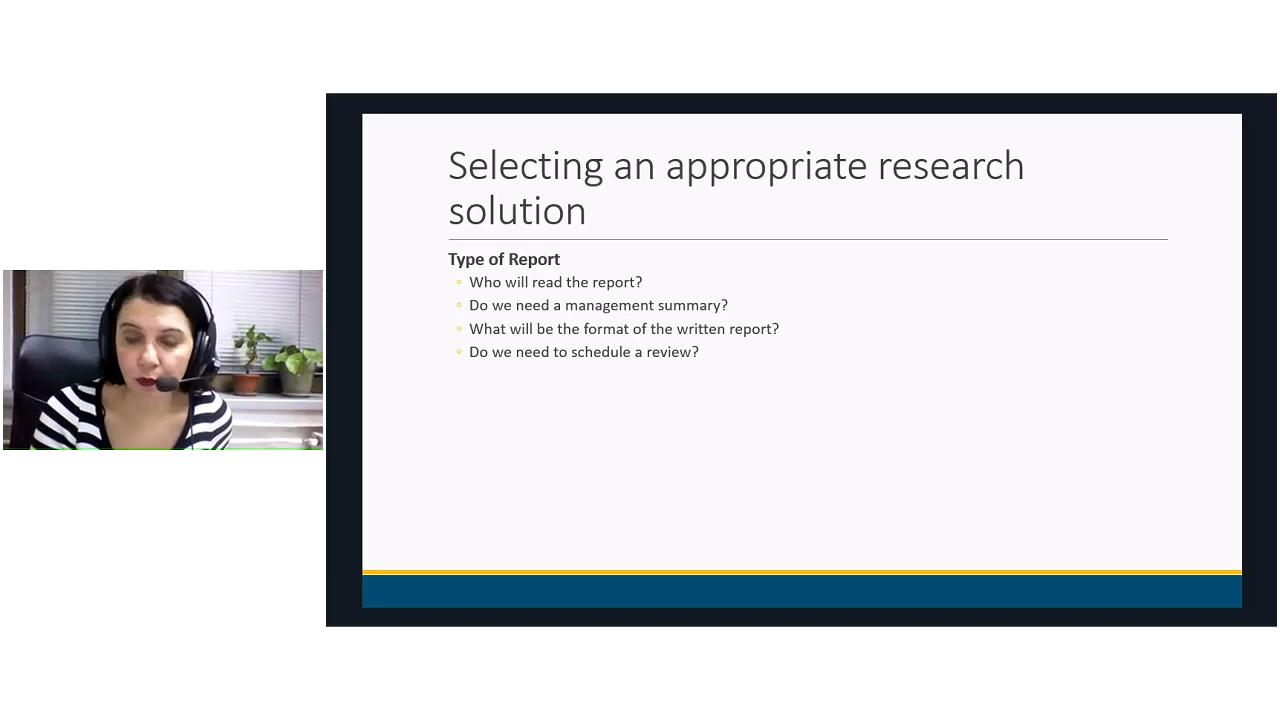 Selecting an appropriate research
solution
Type of Report
Who will read the report?
Do we need a management summary?
What will be the format of the written report?
Do we need to schedule a review?